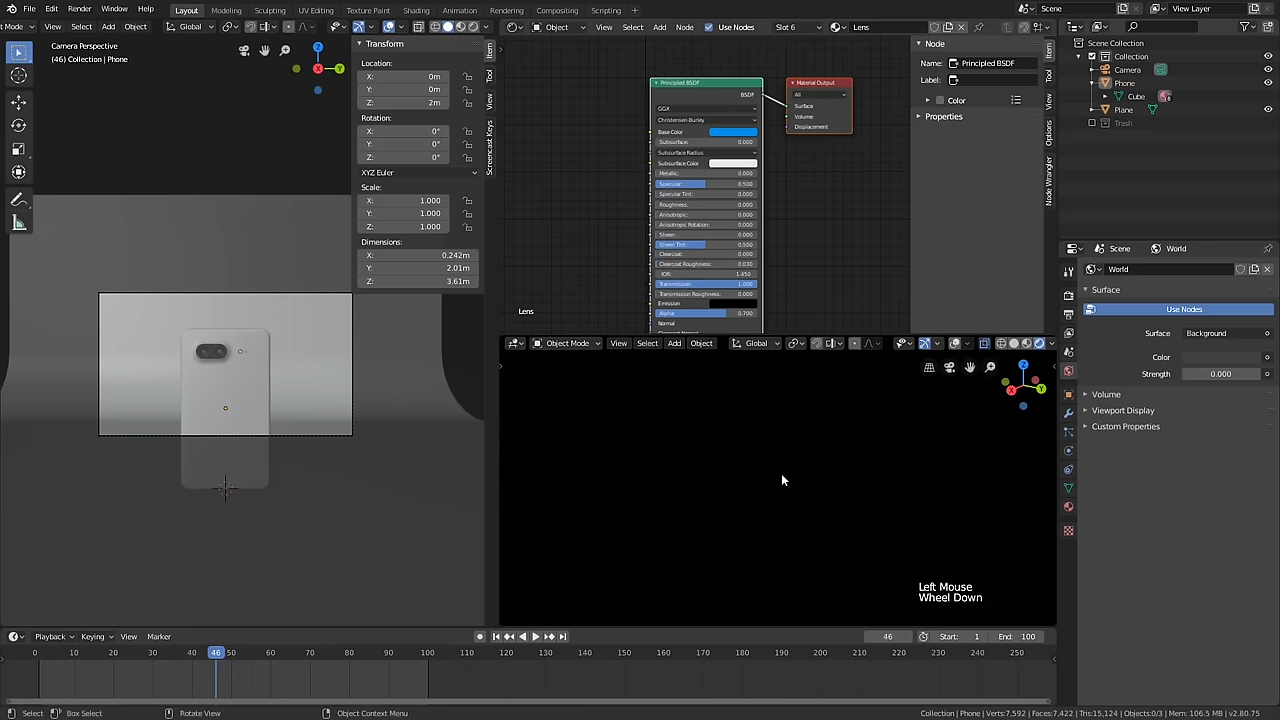 File Edit Render Window Help Layout Modeling Sculpting UV Editing Texture Paint Shading Animation Rendering Compositing Scripting + Scene View Layer
View Select Add Object Global
Object View Select Add Node Use Nodes Slot 6 Lens
Camera Perspective
(46) Collection | Phone
Z
Y
X
Transform
Location:
X: 0m
Y: 0m
Z: 2m
Rotation:
X: 0°
Y: 0°
Z: 0°
XYZ Euler
Scale:
X: 1.000
Y: 1.000
Z: 1.000
Dimensions:
X: 0.242m
Y: 2.01m
Z: 3.61m
Item
Tool
View
Screencast Keys
Principled BSDF
BSDF
GGX
Christensen-Burley
Base Color
Subsurface: 0.000
Subsurface Radius
Subsurface Color
Metallic: 0.000
Specular: 0.500
Specular Tint: 0.000
Roughness: 0.000
Anisotropic: 0.000
Anisotropic Rotation: 0.000
Sheen: 0.000
Sheen Tint: 0.500
Clearcoat: 0.000
Clearcoat Roughness: 0.030
IOR: 1.450
Transmission: 1.000
Transmission Roughness: 0.000
Emission
Alpha: 0.700
Normal
Material Output
All
Surface
Volume
Displacement
Lens
Node
Name: Principled BSDF
Label:
Color
Properties
Item
Tool
View
Options
Node Wrangler
Scene Collection
Collection
Camera
Phone
Cube 8
Plane
Trash
Scene World
World
Surface
Use Nodes
Surface Background
Color
Strength 0.000
Volume
Viewport Display
Custom Properties
Object Mode View Select Add Object Global
Z
X
Y
Left Mouse
Wheel Down
Playback Keying View Marker 46 Start: 1 End: 100
0 10 20 30 40 46 50 60 70 80 90 100 110 120 130 140 150 160 170 180 190 200 210 220 230 240 250
Select Box Select Rotate View Object Context Menu Collection | Phone | Verts:7,592 | Faces:7,422 | Tris:15,124 | Objects:0/3 | Mem: 106.5 MB | v2.80.75